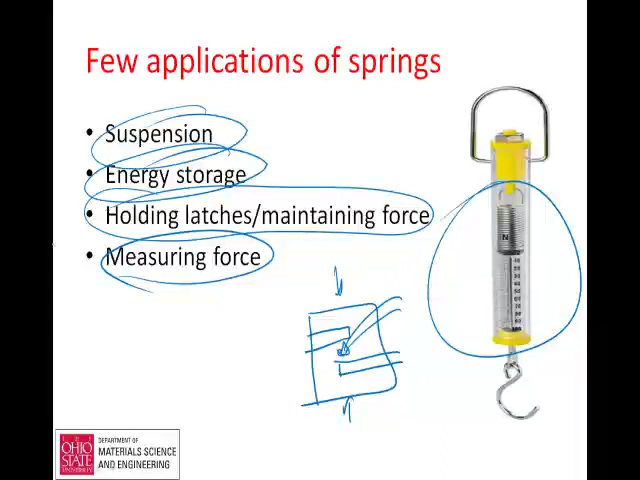 Few applications of springs
• Suspension
• Energy storage
• Holding latches/maintaining force
• Measuring force
N
100
OHIO
STATE
UNIVERSITY
DEPARTMENT OF
MATERIALS SCIENCE
AND ENGINEERING